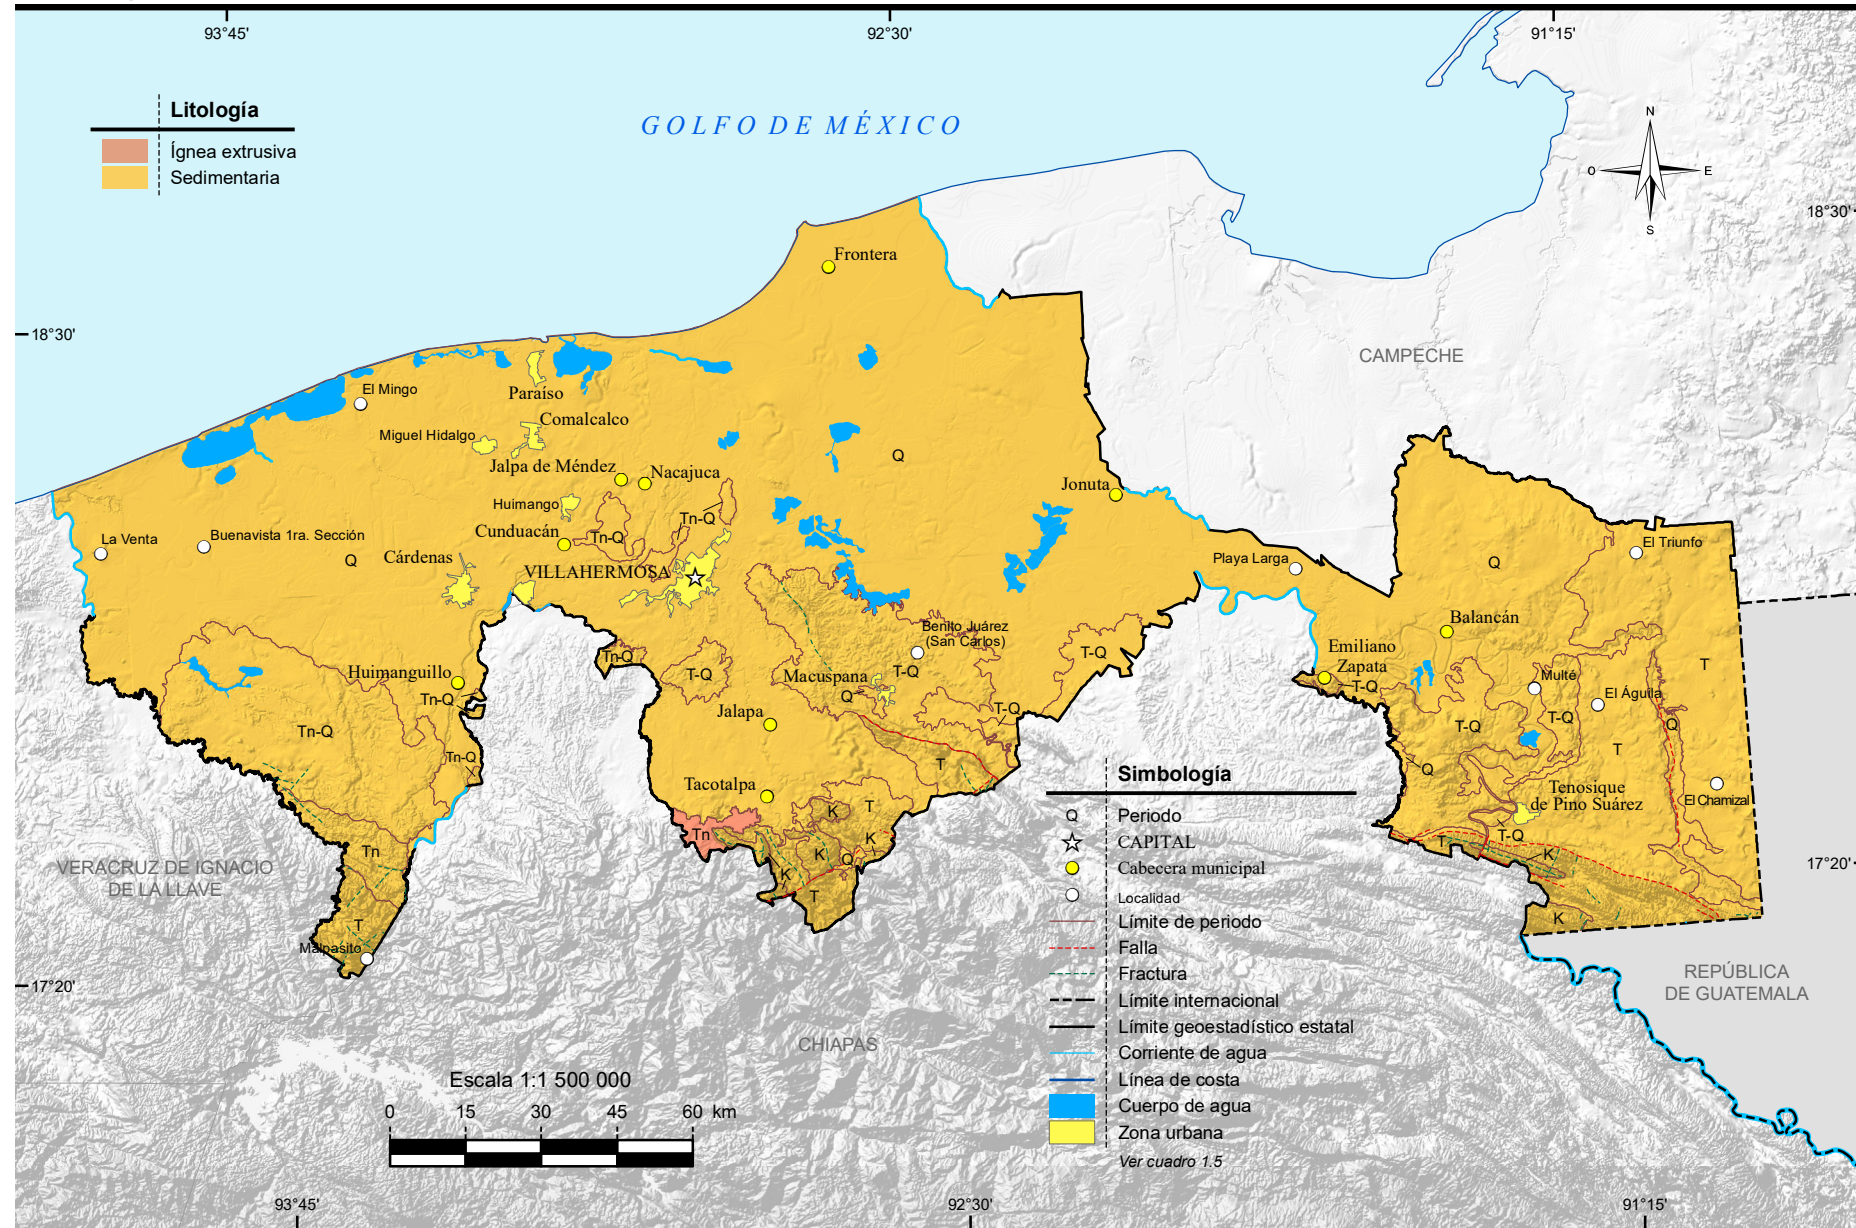 93°45'
92°30'
91°15'
Litología
Ígnea extrusiva
Sedimentaria
GOLFO DE MÉXICO
N
O
E
S
18°30'
18°30'
Frontera
CAMPECHE
El Mingo
Paraíso
Comalcalco
Miguel Hidalgo
Q
Jalpa de Méndez
Nacajuca
Jonuta
Huimango
Tn-Q
Cunduacán
Tn-Q
La Venta
Buenavista 1ra. Sección
Q
Cárdenas
VILLAHERMOSA
Playa Larga
El Triunfo
Q
Balancán
Benito Juárez
(San Carlos)
Emiliano
Zapata
T-Q
Tn-Q
T-Q
T-Q
T-Q
T
Huimanguillo
Tn-Q
Macuspana
Q
Multé
El Águila
Jalapa
T-Q
T-Q
T-Q
Q
Tn-Q
Tn-Q
T
T
Q
Tacotalpa
Tenosique
de Pino Suárez
El Chamizal
Tn
K
T
K
T-Q
T
K
Tn
K
Q
K
T
K
T
Malpasito
17°20'
17°20'
VERACRUZ DE IGNACIO
DE LA LLAVE
CHIAPAS
REPÚBLICA
DE GUATEMALA
Simbología
Q Periodo
CAPITAL
Cabecera municipal
Localidad
Límite de periodo
Falla
Fractura
Límite internacional
Límite geoestadístico estatal
Corriente de agua
Línea de costa
Cuerpo de agua
Zona urbana
Ver cuadro 1.5
Escala 1:1 500 000
0 15 30 45 60 km
93°45'
92°30'
91°15'